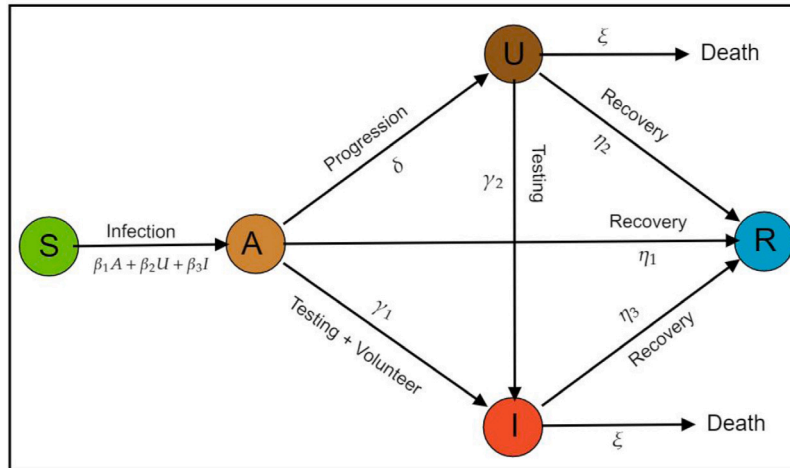 ξ
U
Death
Progression
δ
Recovery
η₂
γ₂
Testing
S
Infection
β₁A + β₂U + β₃I
A
Recovery
η₁
R
γ₁
Testing + Volunteer
η₃
Recovery
I
ξ
Death